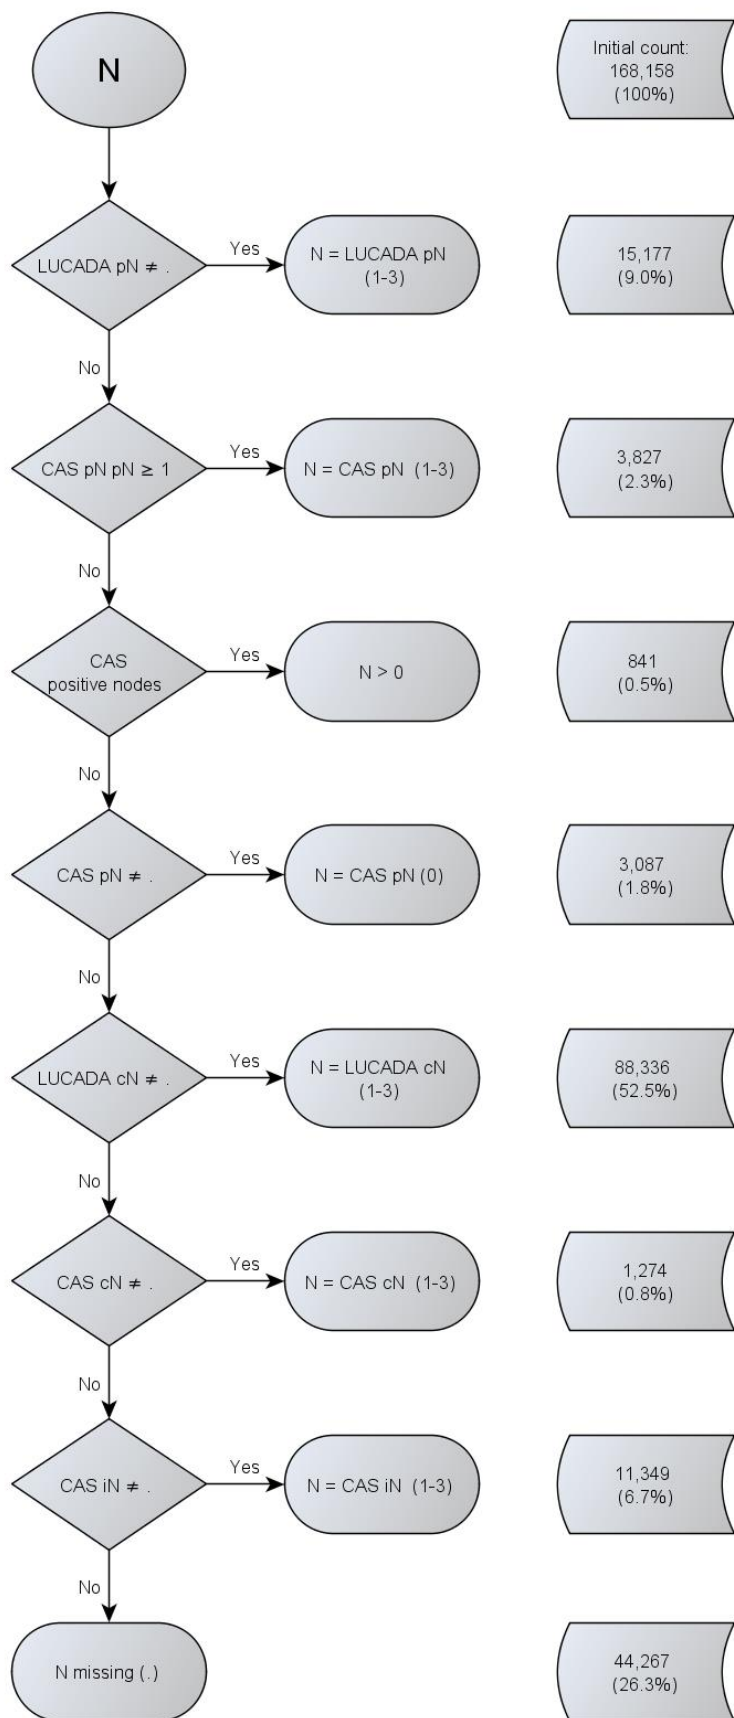 N
Initial count:
168,158
(100%)
LUCADA pN ≠ .
Yes
N = LUCADA pN
(1-3)
15,177
(9.0%)
No
CAS pN pN ≥ 1
Yes
N = CAS pN (1-3)
3,827
(2.3%)
No
CAS
positive nodes
Yes
N > 0
841
(0.5%)
No
CAS pN ≠ .
Yes
N = CAS pN (0)
3,087
(1.8%)
No
LUCADA cN ≠ .
Yes
N = LUCADA cN
(1-3)
88,336
(52.5%)
No
CAS cN ≠ .
Yes
N = CAS cN (1-3)
1,274
(0.8%)
No
CAS iN ≠ .
Yes
N = CAS iN (1-3)
11,349
(6.7%)
No
N missing (.)
44,267
(26.3%)